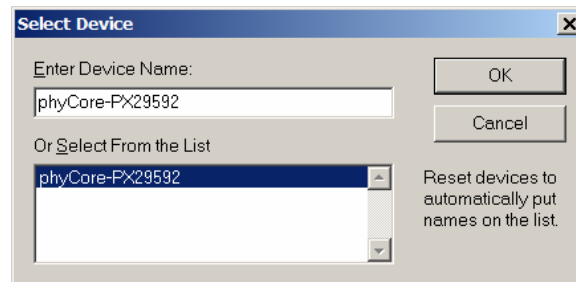 Select Device
Enter Device Name:
OK
phyCore-PX29592
Cancel
Or Select From the List
phyCore-PX29592
Reset devices to
automatically put
names on the list.